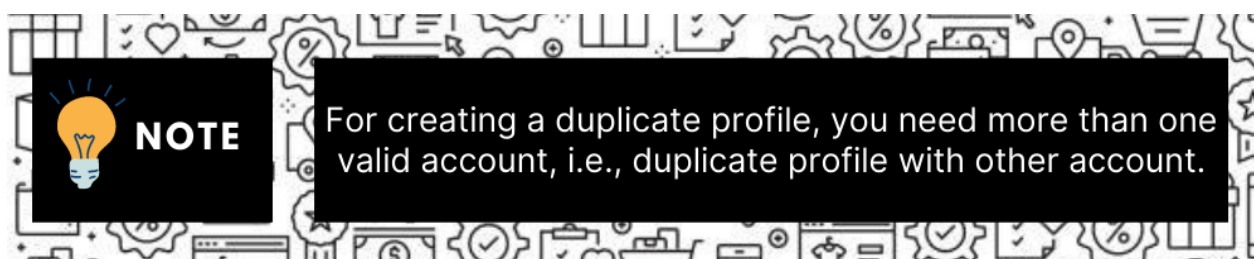 NOTE
For creating a duplicate profile, you need more than one
valid account, i.e., duplicate profile with other account.